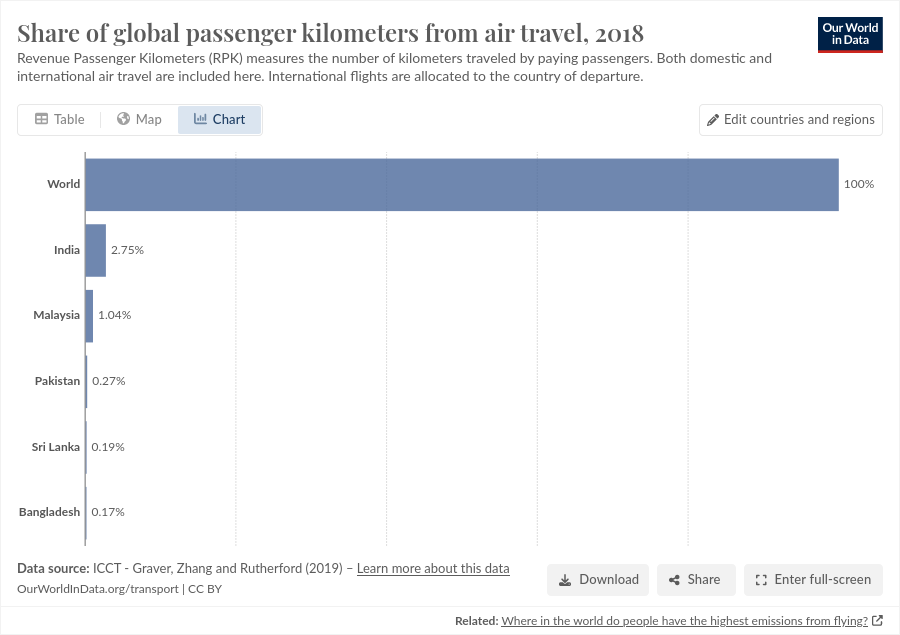 Share of global passenger kilometers from air travel, 2018
Our World
in Data
Revenue Passenger Kilometers (RPK) measures the number of kilometers traveled by paying passengers. Both domestic and
international air travel are included here. International flights are allocated to the country of departure.
Table
Map
Chart
Edit countries and regions
World
100%
India
2.75%
Malaysia
1.04%
Pakistan
0.27%
Sri Lanka
0.19%
Bangladesh
0.17%
Data source: ICCT - Graver, Zhang and Rutherford (2019) – Learn more about this data
OurWorldInData.org/transport | CC BY
Download
Share
Enter full-screen
Related: Where in the world do people have the highest emissions from flying?